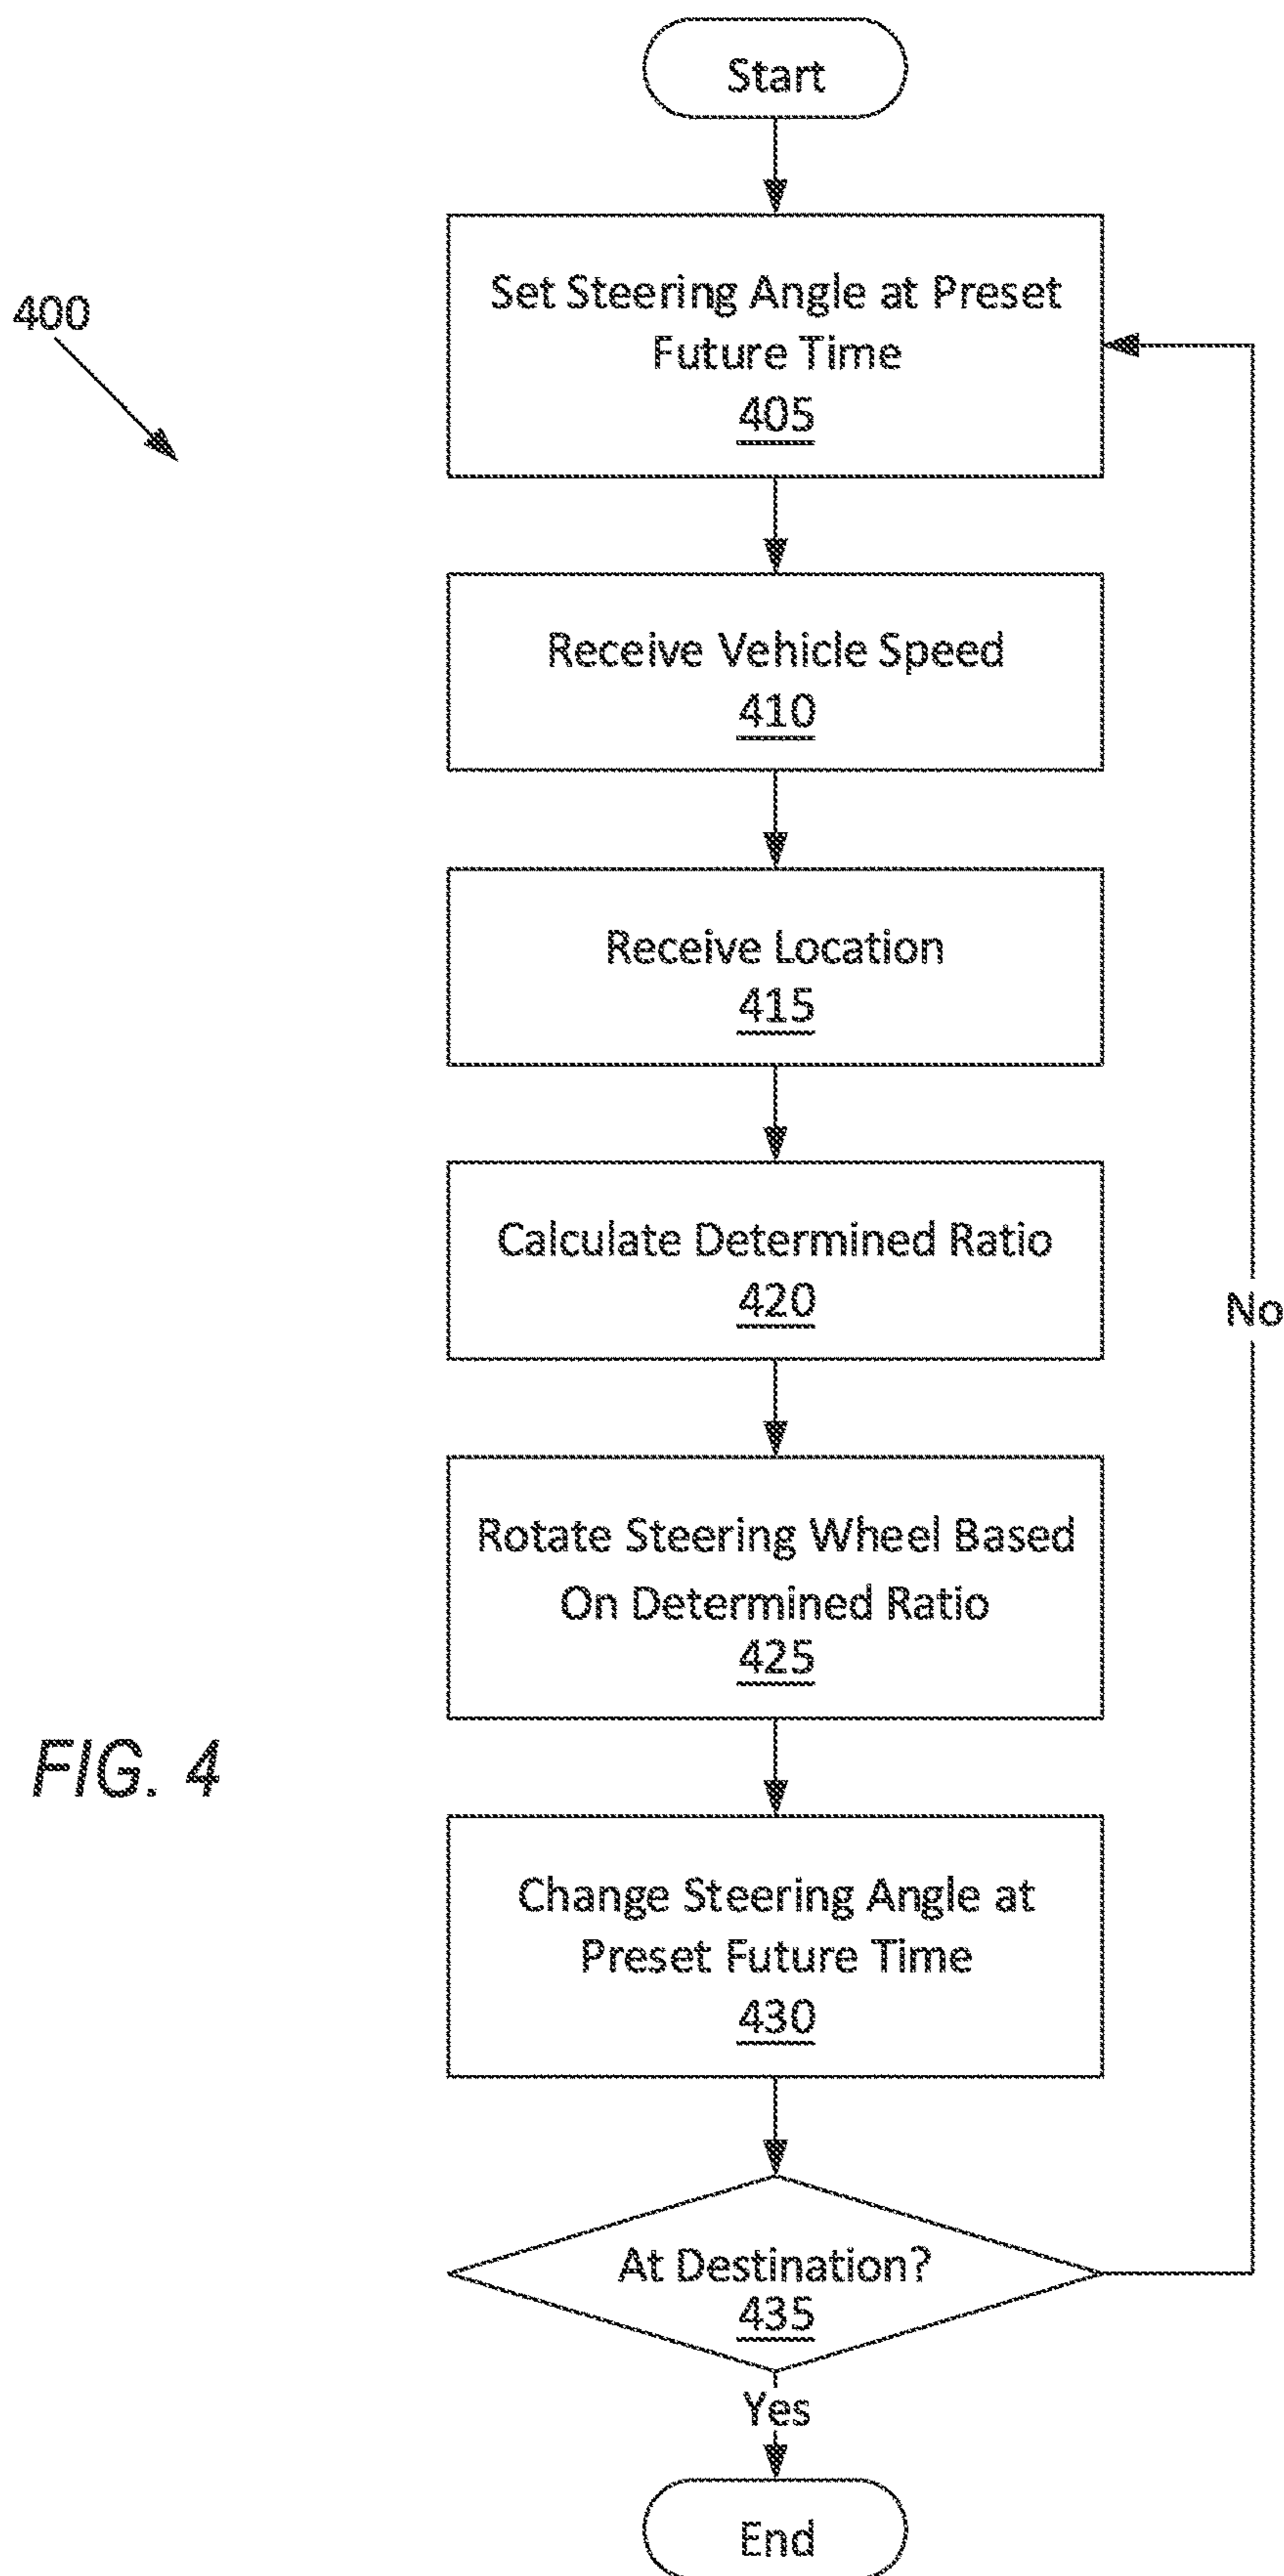 Start
400
Set Steering Angle at Preset
Future Time
405
Receive Vehicle Speed
410
Receive Location
415
Calculate Determined Ratio
420
No
Rotate Steering Wheel Based
On Determined Ratio
425
FIG. 4
Change Steering Angle at
Preset Future Time
430
At Destination?
435
Yes
End